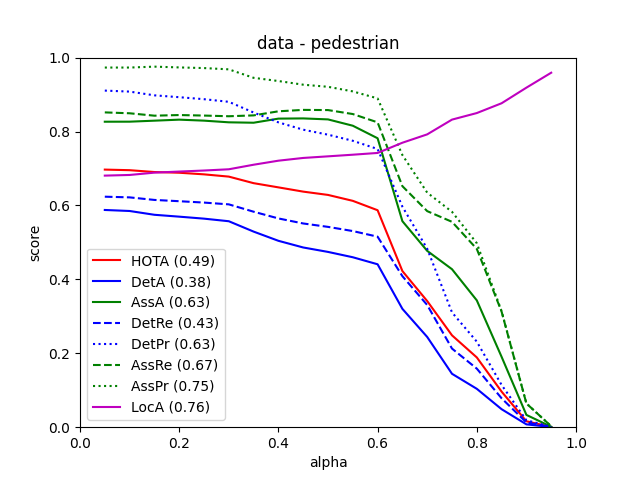 data - pedestrian
1.0
0.8
0.6
0.4
0.2
0.0
score
HOTA (0.49)
DetA (0.38)
AssA (0.63)
DetRe (0.43)
DetPr (0.63)
AssRe (0.67)
AssPr (0.75)
LocA (0.76)
0.0 0.2 0.4 0.6 0.8 1.0
alpha